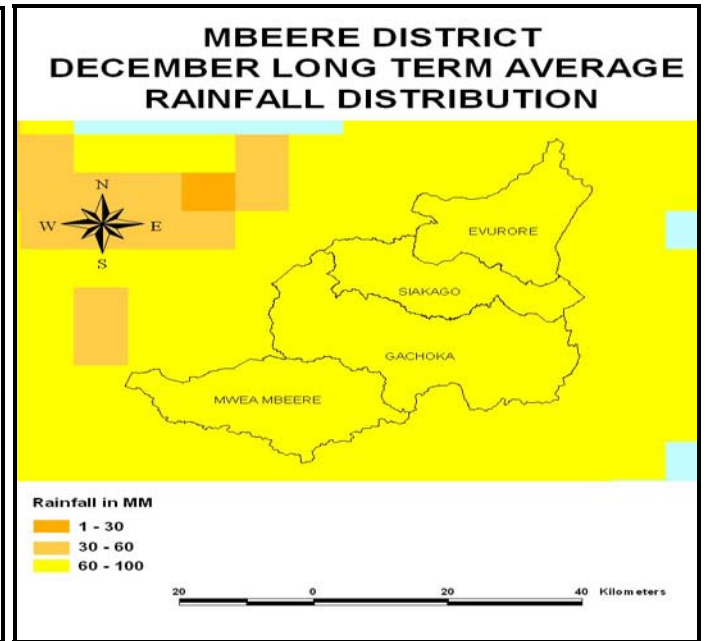 MBEERE DISTRICT
DECEMBER LONG TERM AVERAGE
RAINFALL DISTRIBUTION
N
W E
S
EVURORE
SIAKAGO
GACHOKA
MWEA MBEERE
Rainfall in MM
1 - 30
30 - 60
60 - 100
20 0 20 40 Kilometers